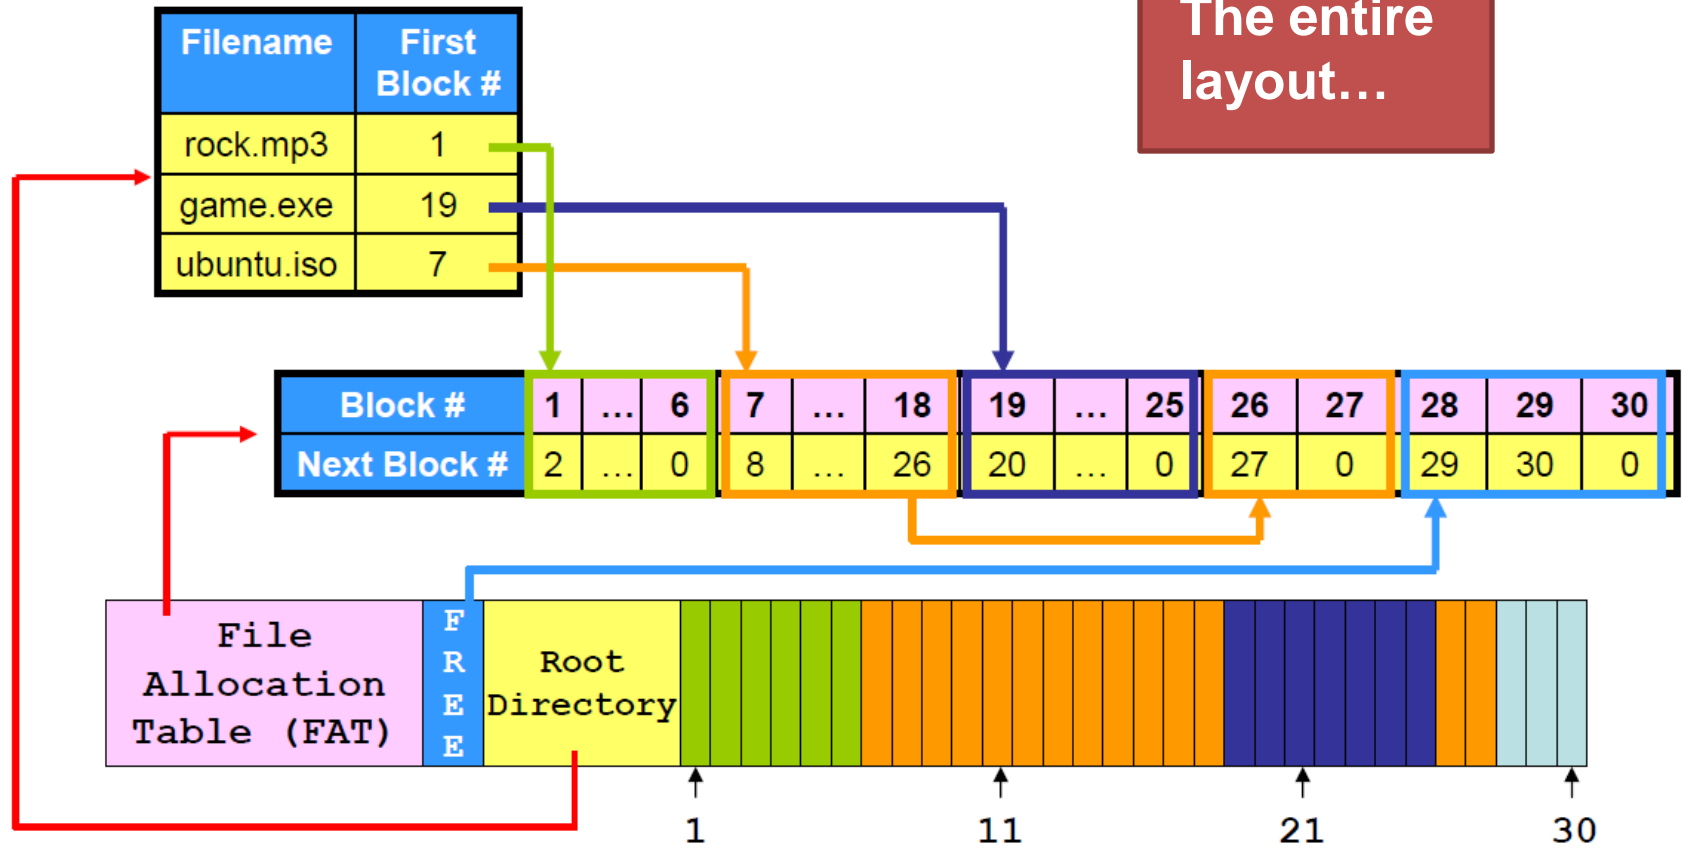 The entire
layout…
Filename First
Block #
rock.mp3 1
game.exe 19
ubuntu.iso 7
Block # 1 … 6 7 … 18 19 … 25 26 27 28 29 30
Next Block # 2 … 0 8 … 26 20 … 0 27 0 29 30 0
File
Allocation
Table (FAT)
F
R
E
E
Root
Directory
1 11 21 30